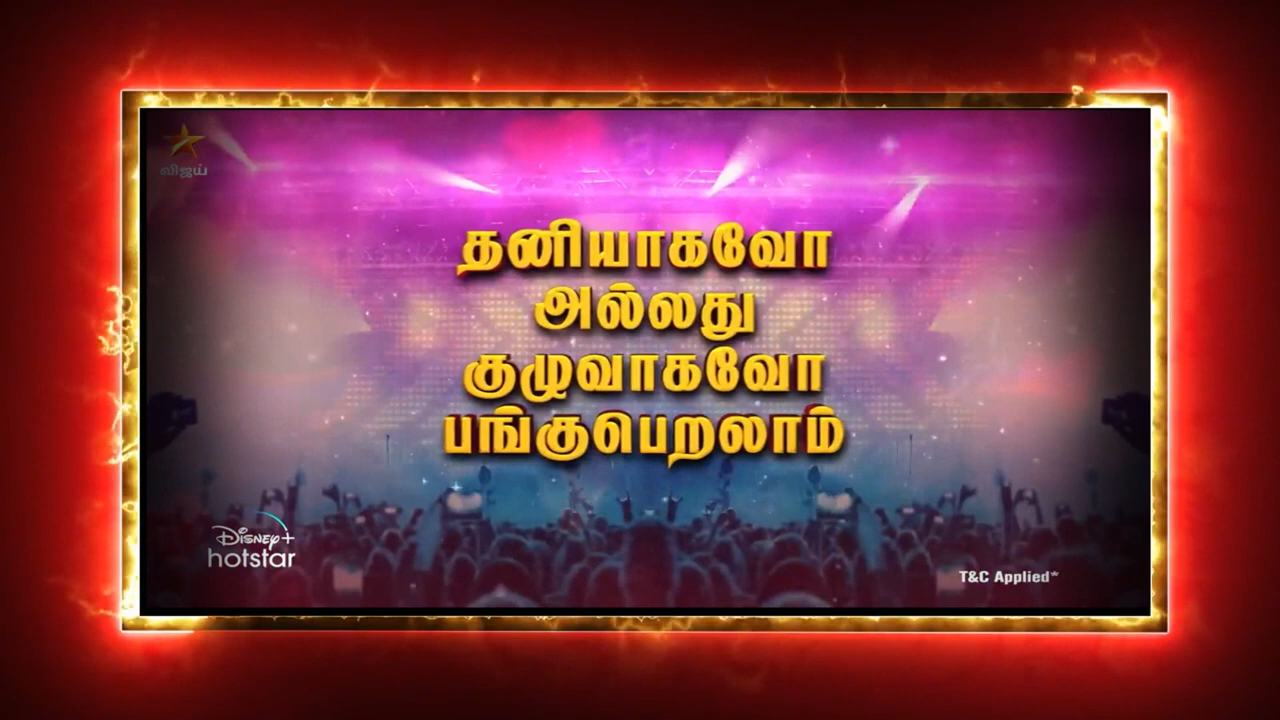 விஜய்
தனியாகவோ
அல்லது
குழுவாகவோ
பங்குபெறலாம்
Disney+
hotstar
T&C Applied*